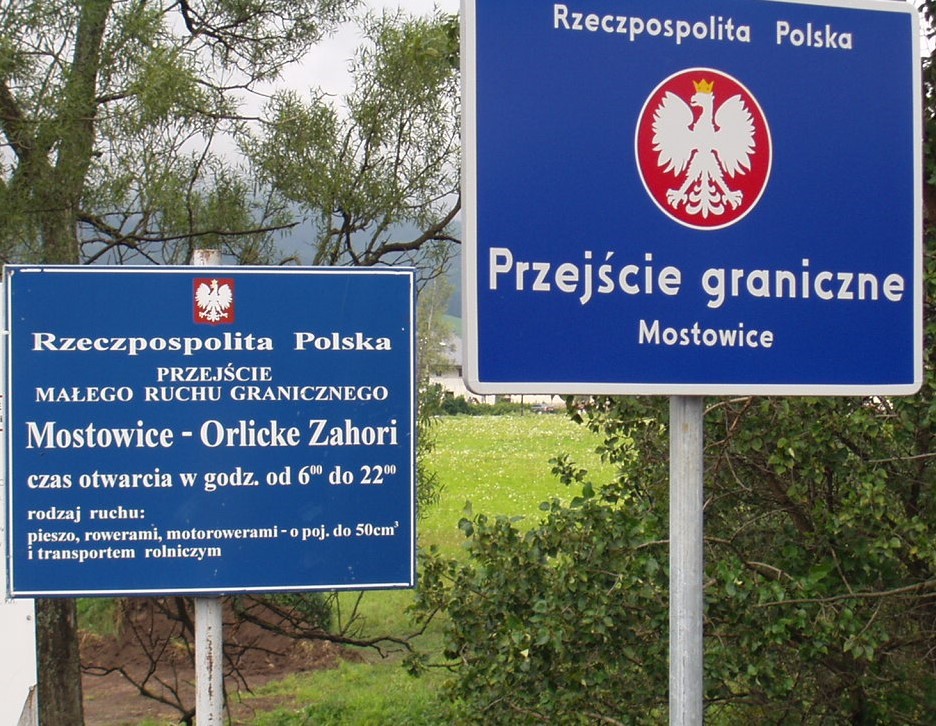 Rzeczpospolita Polska
PRZEJŚCIE
MAŁEGO RUCHU GRANICZNEGO
Mostowice - Orlicke Zahori
czas otwarcia w godz. od 6⁰⁰ do 22⁰⁰
rodzaj ruchu:
pieszo, rowerami, motorowerami - o poj. do 50cm³
i transportem rolniczym
Rzeczpospolita Polska
Przejście graniczne
Mostowice